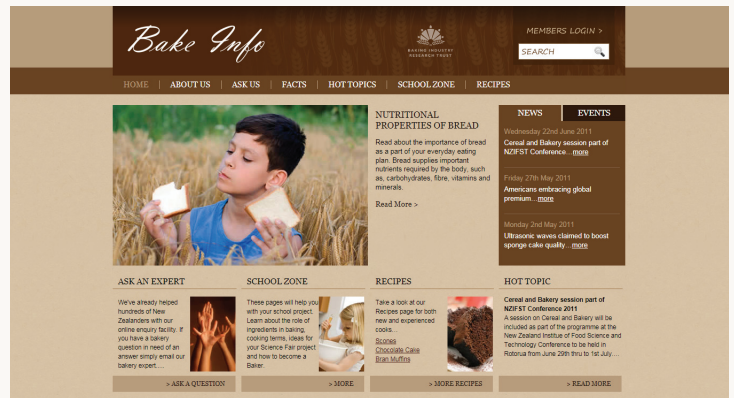 Bake Info
BAKING INDUSTRY
RESEARCH TRUST
MEMBERS LOGIN >
SEARCH
HOME
ABOUT US
ASK US
FACTS
HOT TOPICS
SCHOOL ZONE
RECIPES
NUTRITIONAL
PROPERTIES OF BREAD
Read about the importance of bread
as a part of your everyday eating
plan. Bread supplies important
nutrients required by the body, such
as, carbohydrates, fibre, vitamins and
minerals.
Read More >
NEWS
EVENTS
Wednesday 22nd June 2011
Cereal and Bakery session part of
NZIFST Conference...more
Friday 27th May 2011
Americans embracing global
premium...more
Monday 2nd May 2011
Ultrasonic waves claimed to boost
sponge cake quality...more
ASK AN EXPERT
We've already helped
hundreds of New
Zealanders with our
online enquiry facility. If
you have a bakery
question in need of an
answer simply email our
bakery expert....
> ASK A QUESTION
SCHOOL ZONE
These pages will help you
with your school project.
Learn about the role of
ingredients in baking,
cooking terms, ideas for
your Science Fair project
and how to become a
Baker.
> MORE
RECIPES
Take a look at our
Recipes page for both
new and experienced
cooks...
Scones
Chocolate Cake
Bran Muffins
> MORE RECIPES
HOT TOPIC
Cereal and Bakery session part of
NZIFST Conference 2011
A session on Cereal and Bakery will be
included as part of the programme at the
New Zealand Institue of Food Science and
Technology Conference to be held in
Rotorua from June 29th thru to 1st July....
> READ MORE